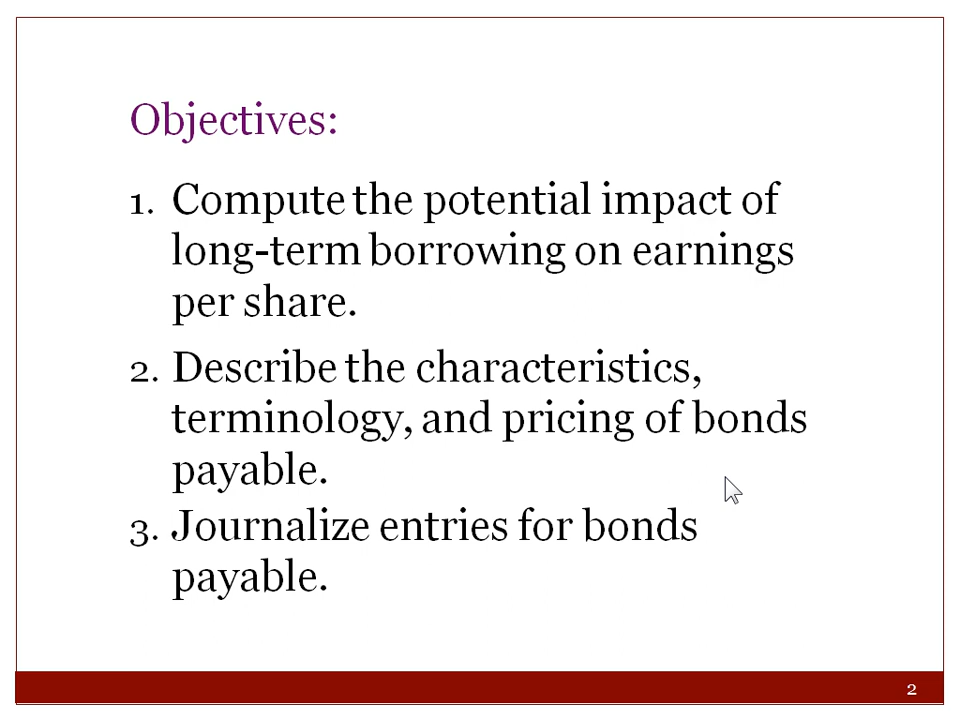 Objectives:
1. Compute the potential impact of
long-term borrowing on earnings
per share.
2. Describe the characteristics,
terminology, and pricing of bonds
payable.
3. Journalize entries for bonds
payable.
2